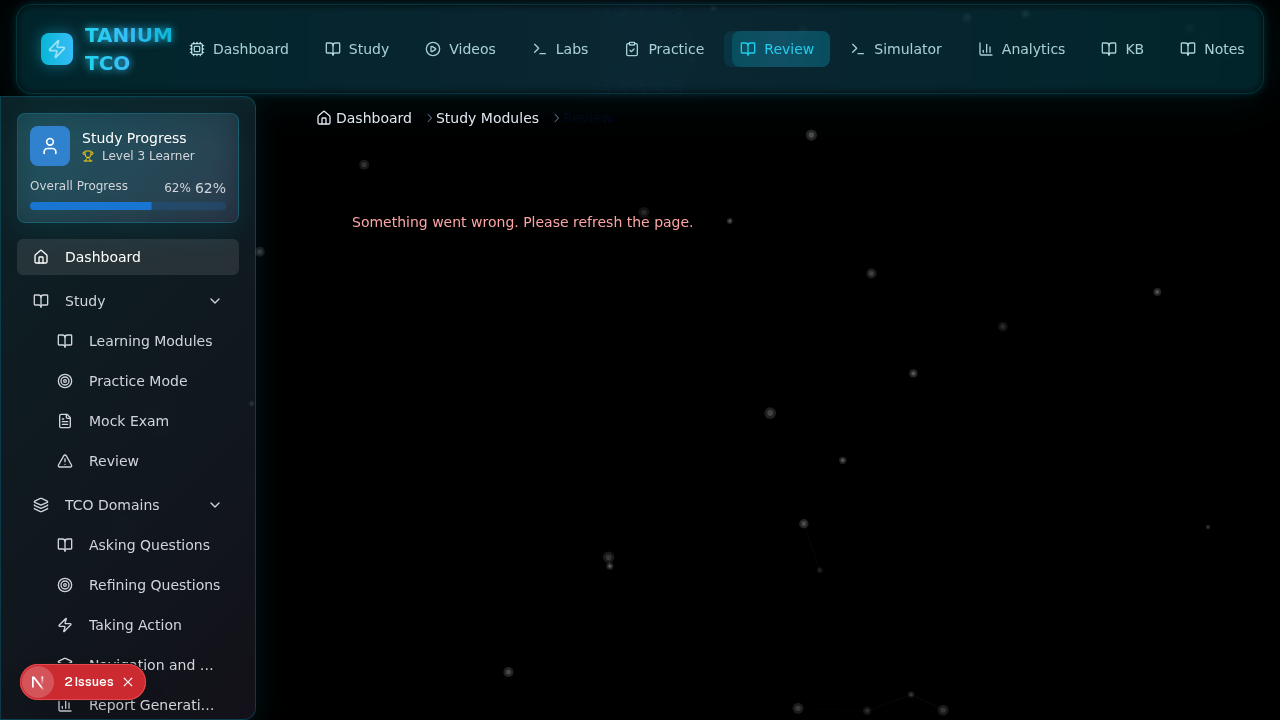 TANIUM
TCO
Dashboard
Study
Videos
Labs
Practice
Review
Simulator
Analytics
KB
Notes
Study Progress
Level 3 Learner
Overall Progress
62% 62%
Dashboard
Study
Learning Modules
Practice Mode
Mock Exam
Review
TCO Domains
Asking Questions
Refining Questions
Taking Action
Navigation and ...
Report Generati...
2 Issues
Dashboard
Study Modules
Review
Something went wrong. Please refresh the page.